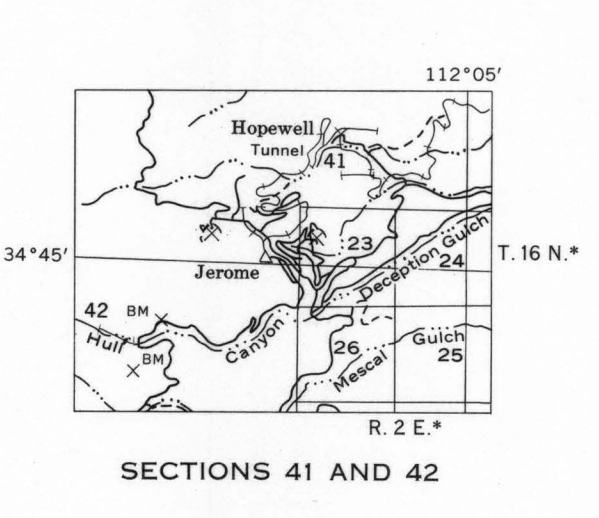 112°05'
Hopewell
Tunnel
41
23
34°45'
T. 16 N.*
Deception Gulch
24
Jerome
42
BM
Hull
Canyon
BM
26
Mescal
Gulch
25
R. 2 E.*
SECTIONS 41 AND 42